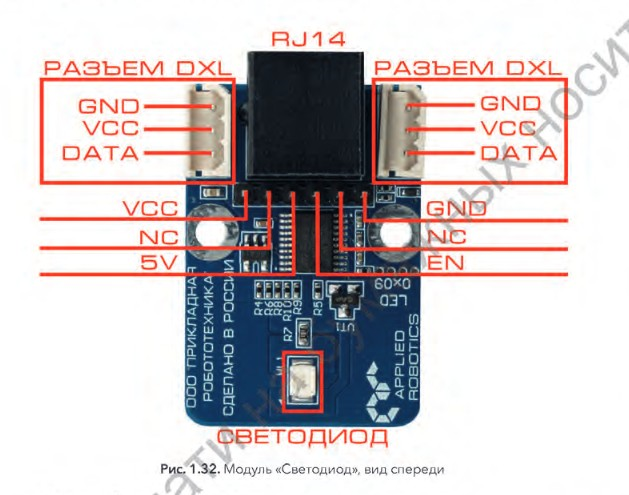 RJ14
РАЗЪЕМ DXL
РАЗЪЕМ DXL
GND
GND
VCC
VCC
DATA
DATA
VCC
GND
NC
NC
5V
EN
ООО ПРИКЛАДНАЯ
РОБОТОТЕХНИКА
СДЕЛАНО В РОССИИ
R4
R6
R8
R10
R9
R5
R7
VT1
LED
0x09
APPLIED
ROBOTICS
СВЕТОДИОД
Рис. 1.32. Модуль «Светодиод», вид спереди